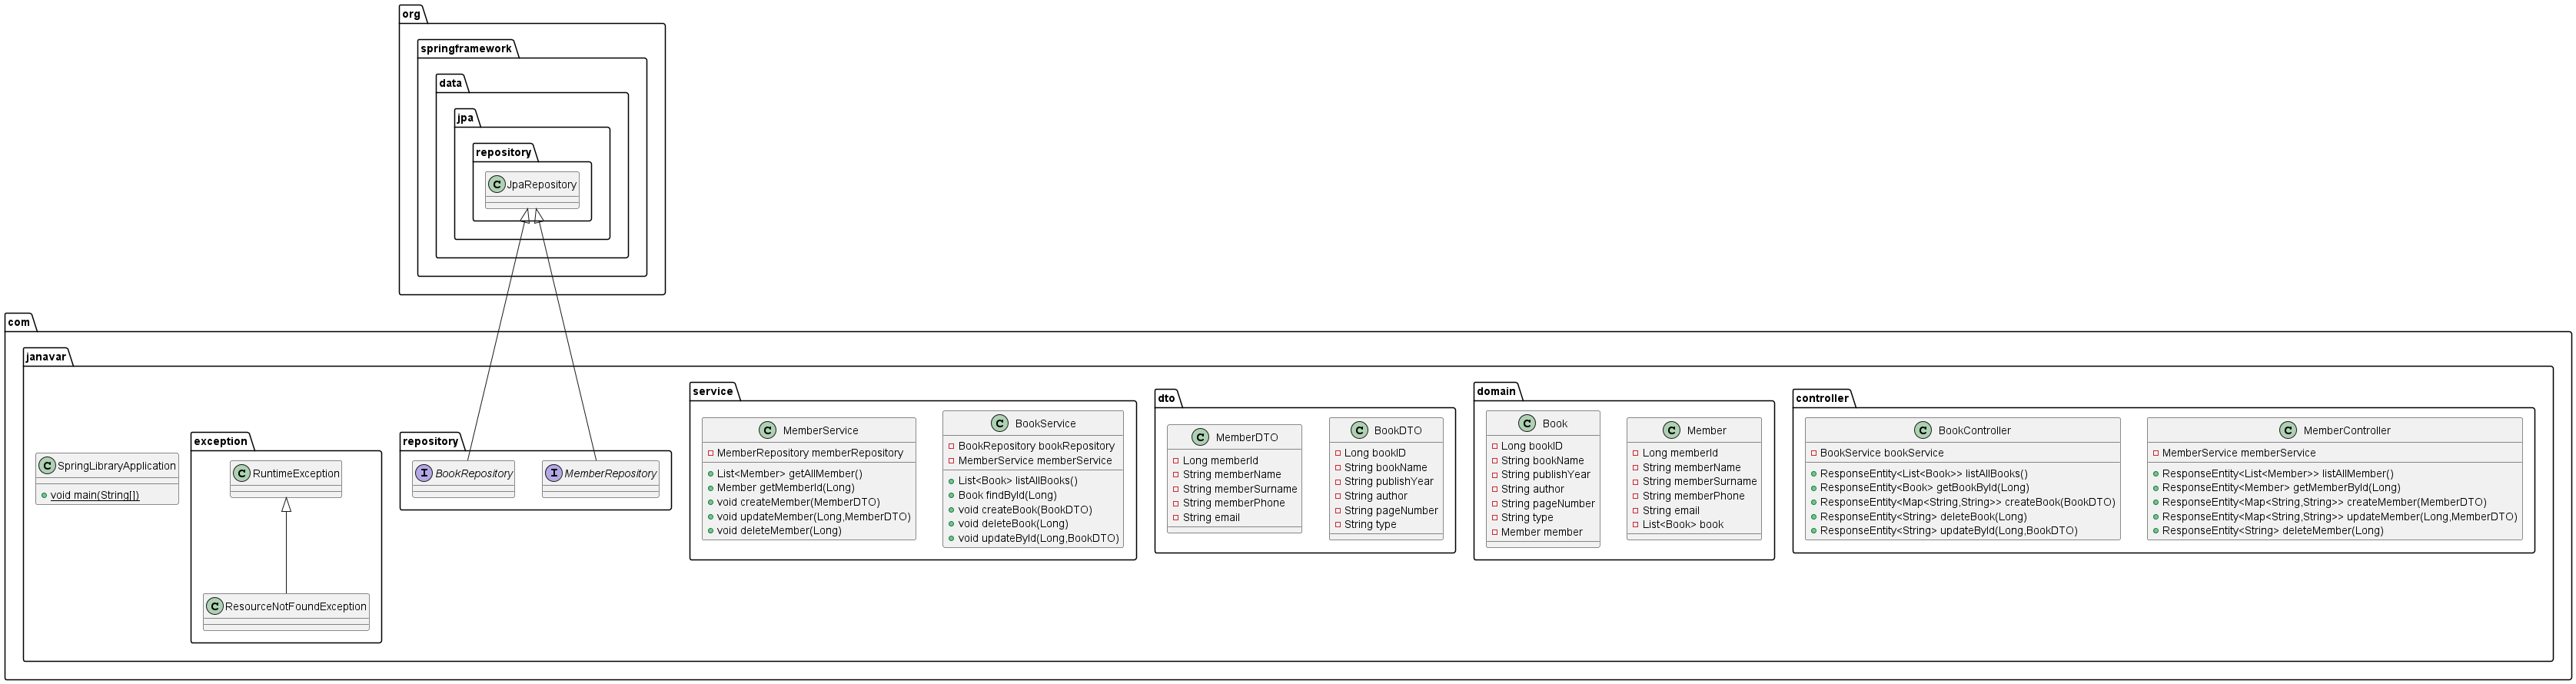 org
springframework
data
jpa
repository
C JpaRepository
com
janavar
C SpringLibraryApplication
void main(String[])
exception
C RuntimeException
C ResourceNotFoundException
repository
I BookRepository
I MemberRepository
service
C MemberService
MemberRepository memberRepository
List<Member> getAllMember()
Member getMemberId(Long)
void createMember(MemberDTO)
void updateMember(Long,MemberDTO)
void deleteMember(Long)
C BookService
BookRepository bookRepository
MemberService memberService
List<Book> listAllBooks()
Book findById(Long)
void createBook(BookDTO)
void deleteBook(Long)
void updateById(Long,BookDTO)
dto
C MemberDTO
Long memberId
String memberName
String memberSurname
String memberPhone
String email
C BookDTO
Long bookID
String bookName
String publishYear
String author
String pageNumber
String type
domain
C Book
Long bookID
String bookName
String publishYear
String author
String pageNumber
String type
Member member
C Member
Long memberId
String memberName
String memberSurname
String memberPhone
String email
List<Book> book
controller
C BookController
BookService bookService
ResponseEntity<List<Book>> listAllBooks()
ResponseEntity<Book> getBookById(Long)
ResponseEntity<Map<String,String>> createBook(BookDTO)
ResponseEntity<String> deleteBook(Long)
ResponseEntity<String> updateById(Long,BookDTO)
C MemberController
MemberService memberService
ResponseEntity<List<Member>> listAllMember()
ResponseEntity<Member> getMemberById(Long)
ResponseEntity<Map<String,String>> createMember(MemberDTO)
ResponseEntity<Map<String,String>> updateMember(Long,MemberDTO)
ResponseEntity<String> deleteMember(Long)